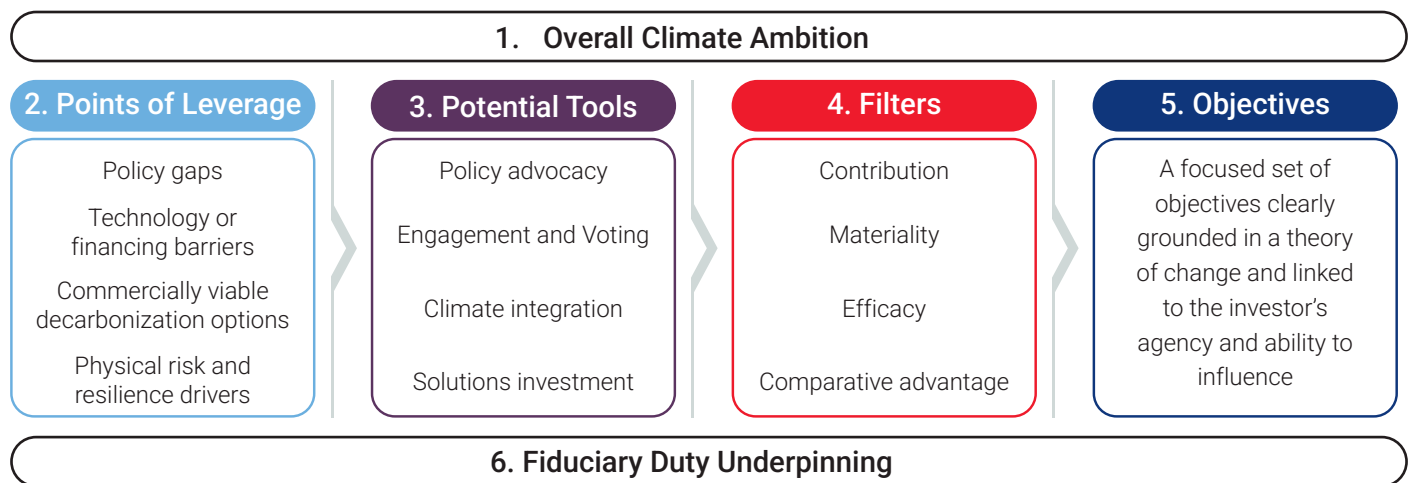 1. Overall Climate Ambition
2. Points of Leverage
Policy gaps
Technology or
financing barriers
Commercially viable
decarbonization options
Physical risk and
resilience drivers
3. Potential Tools
Policy advocacy
Engagement and Voting
Climate integration
Solutions investment
4. Filters
Contribution
Materiality
Efficacy
Comparative advantage
5. Objectives
A focused set of
objectives clearly
grounded in a theory
of change and linked
to the investor’s
agency and ability to
influence
6. Fiduciary Duty Underpinning